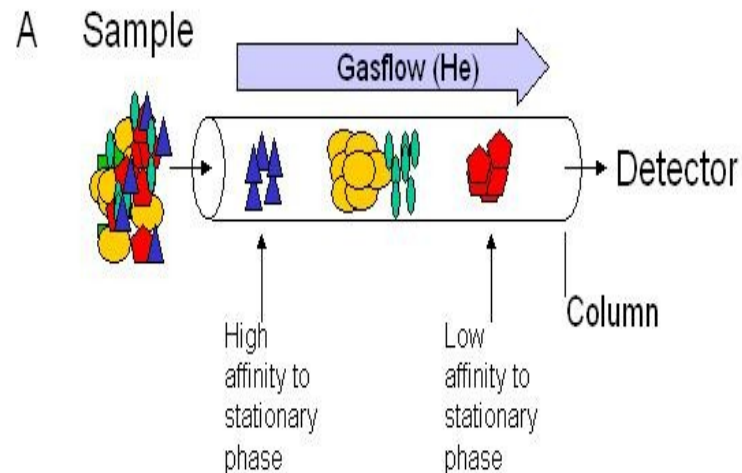 A Sample
Gasflow (He)
Detector
Column
High
affinity to
stationary
phase
Low
affinity to
stationary
phase